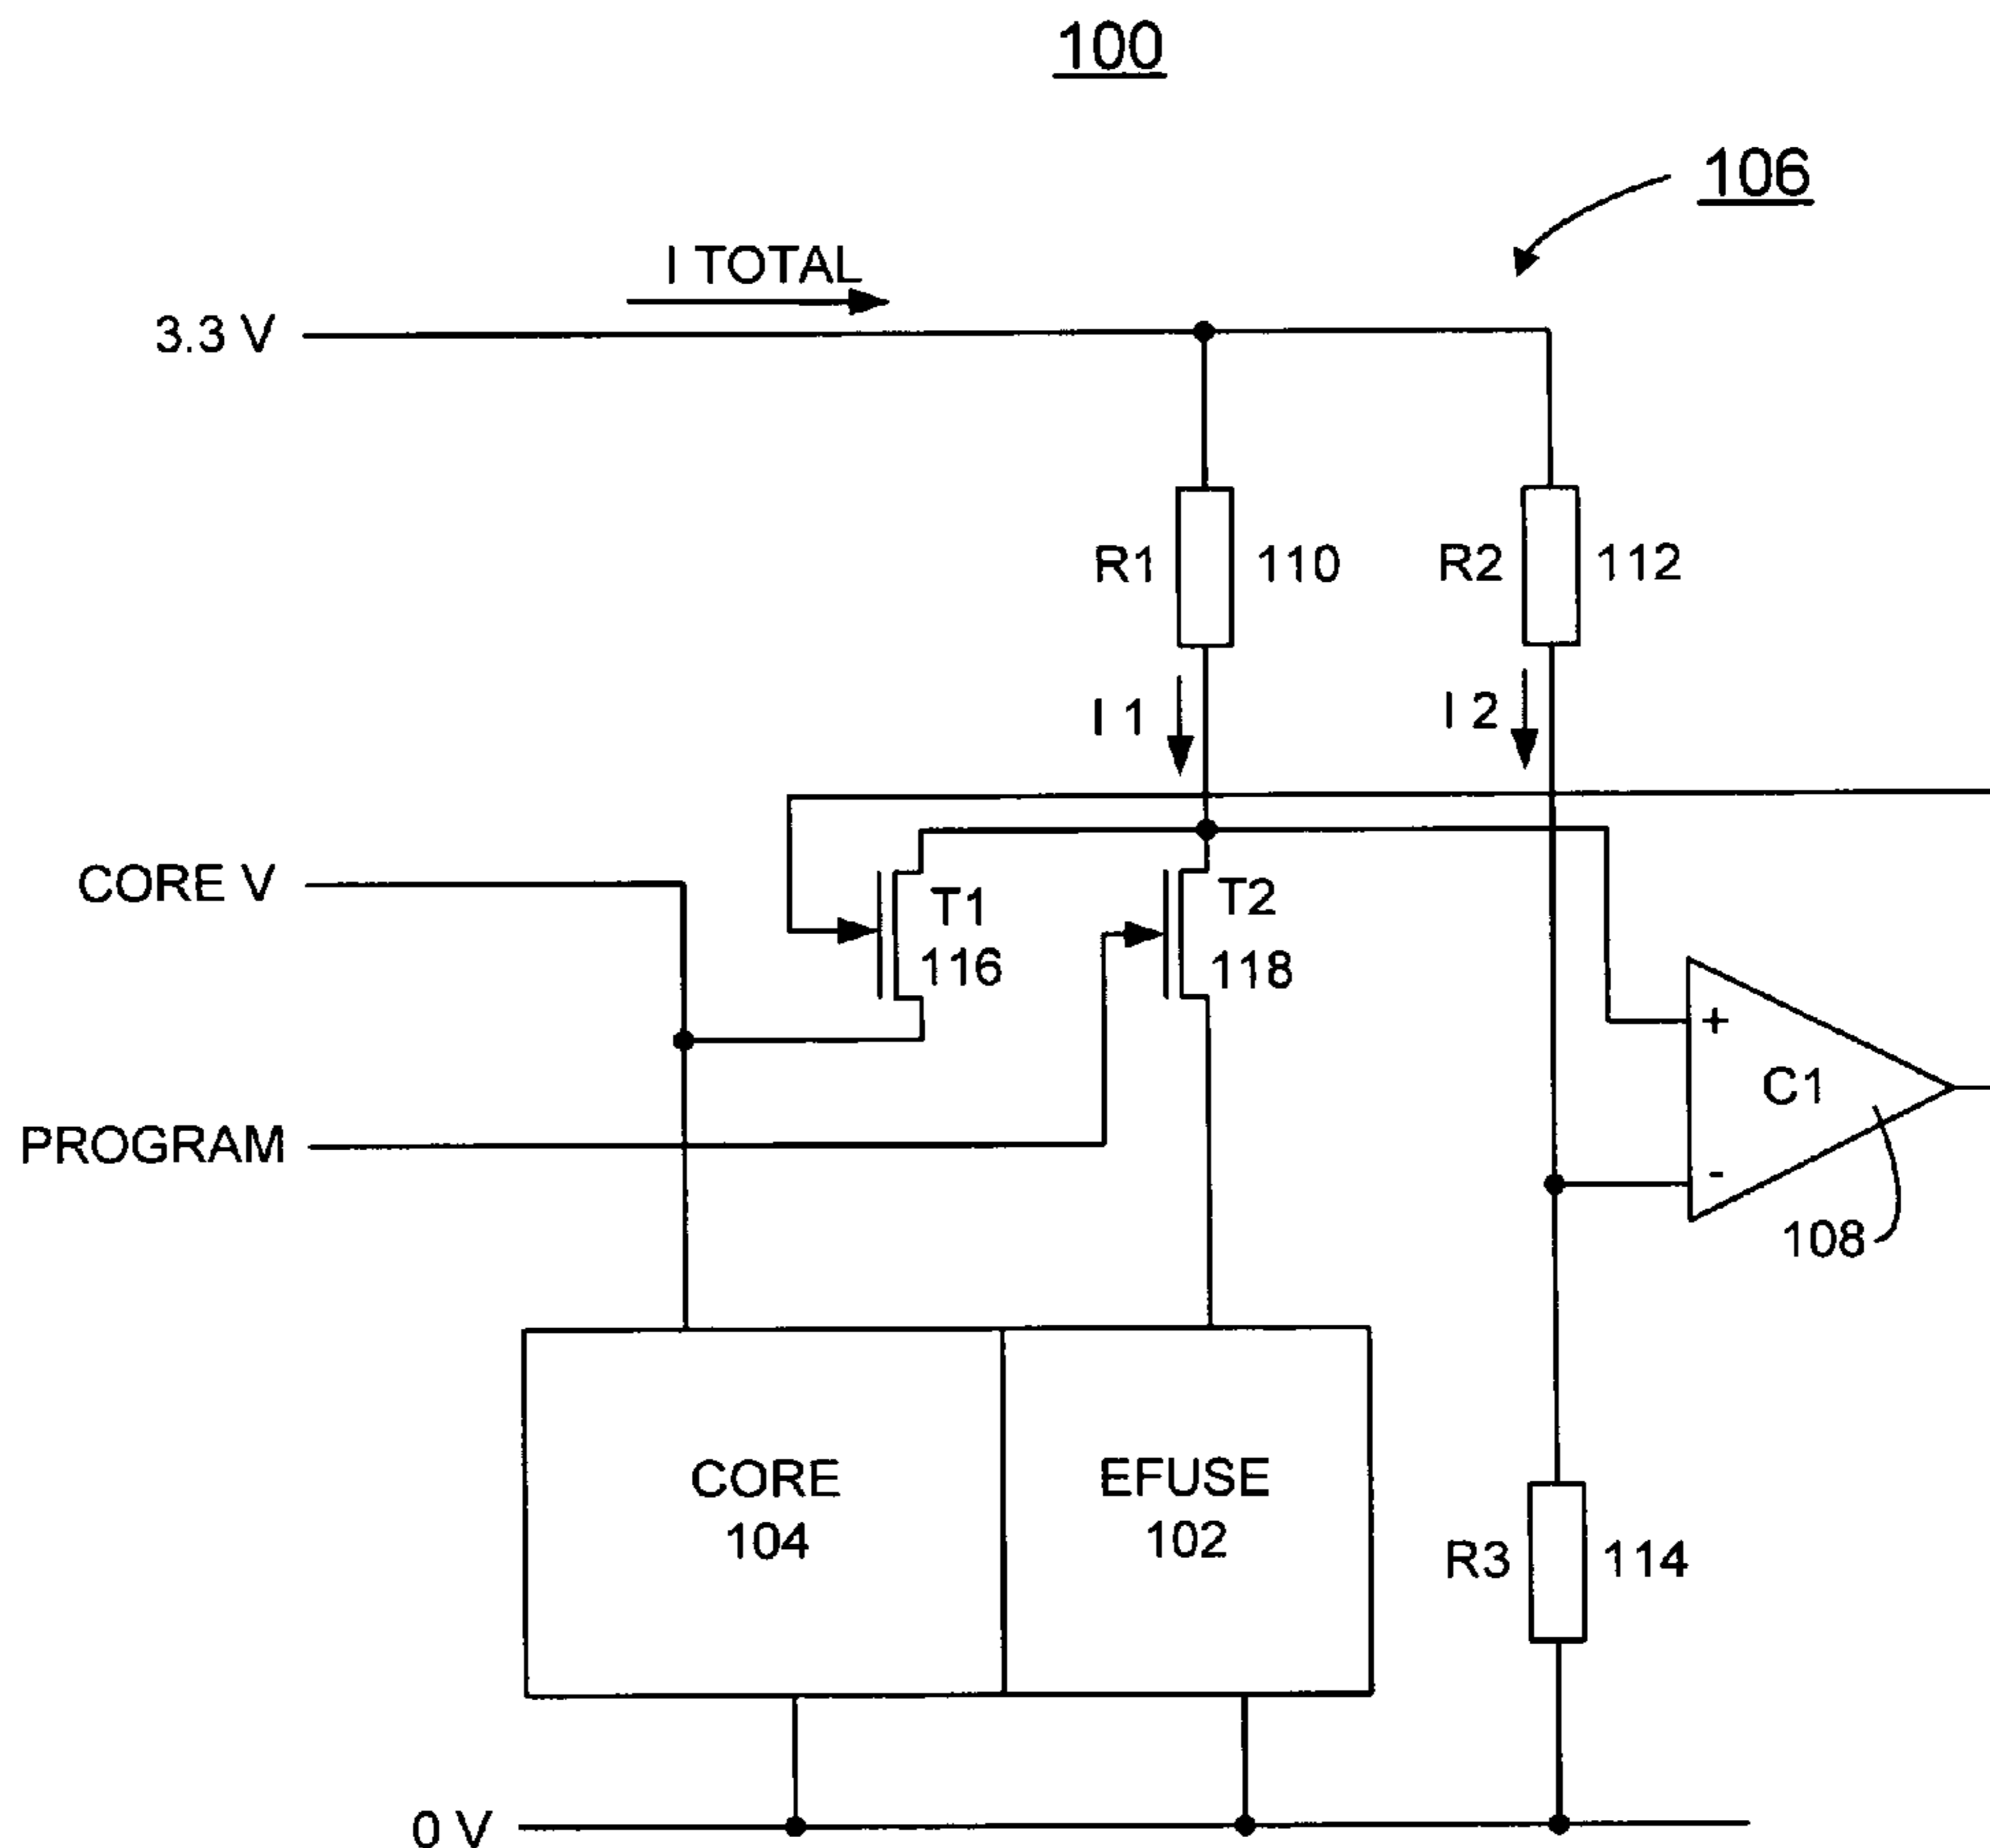 100
106
I TOTAL
3.3 V
R1 110
R2 112
I 1
I 2
CORE V
T1
116
T2
118
+
C1
-
PROGRAM
108
CORE
104
EFUSE
102
R3 114
0 V